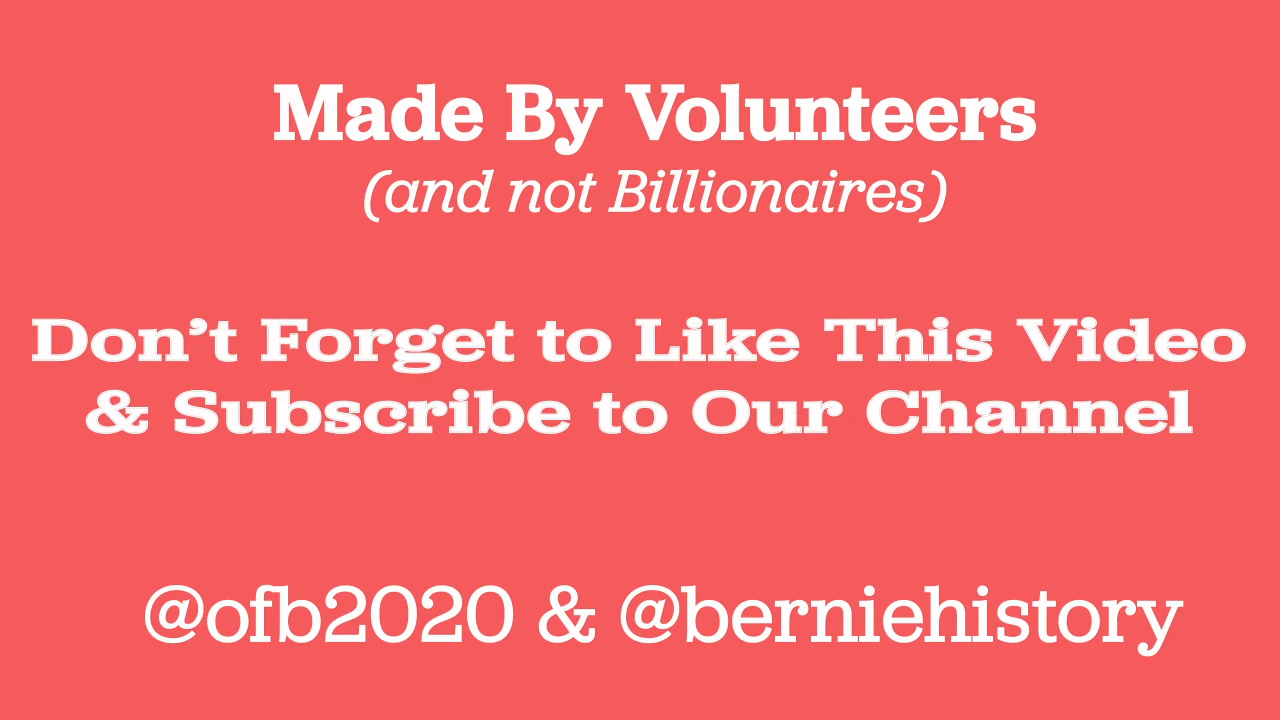 Made By Volunteers
(and not Billionaires)
Don’t Forget to Like This Video
& Subscribe to Our Channel
@ofb2020 & @berniehistory